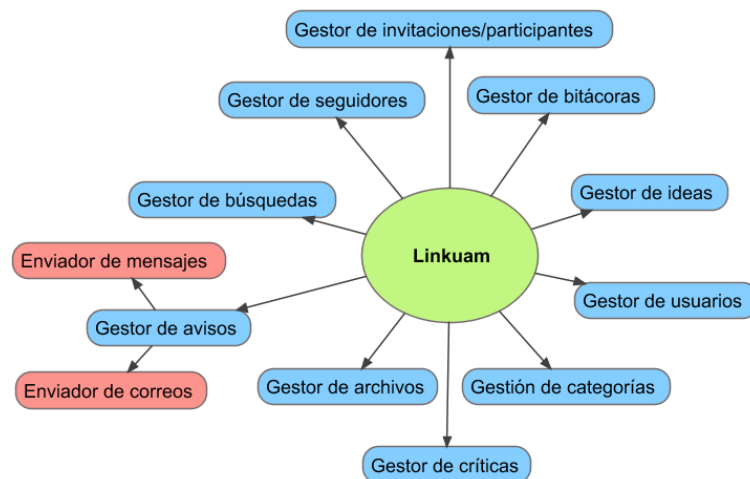 Gestor de invitaciones/participantes
Gestor de seguidores
Gestor de bitácoras
Gestor de búsquedas
Gestor de ideas
Linkuam
Enviador de mensajes
Gestor de usuarios
Gestor de avisos
Enviador de correos
Gestor de archivos
Gestión de categorías
Gestor de críticas